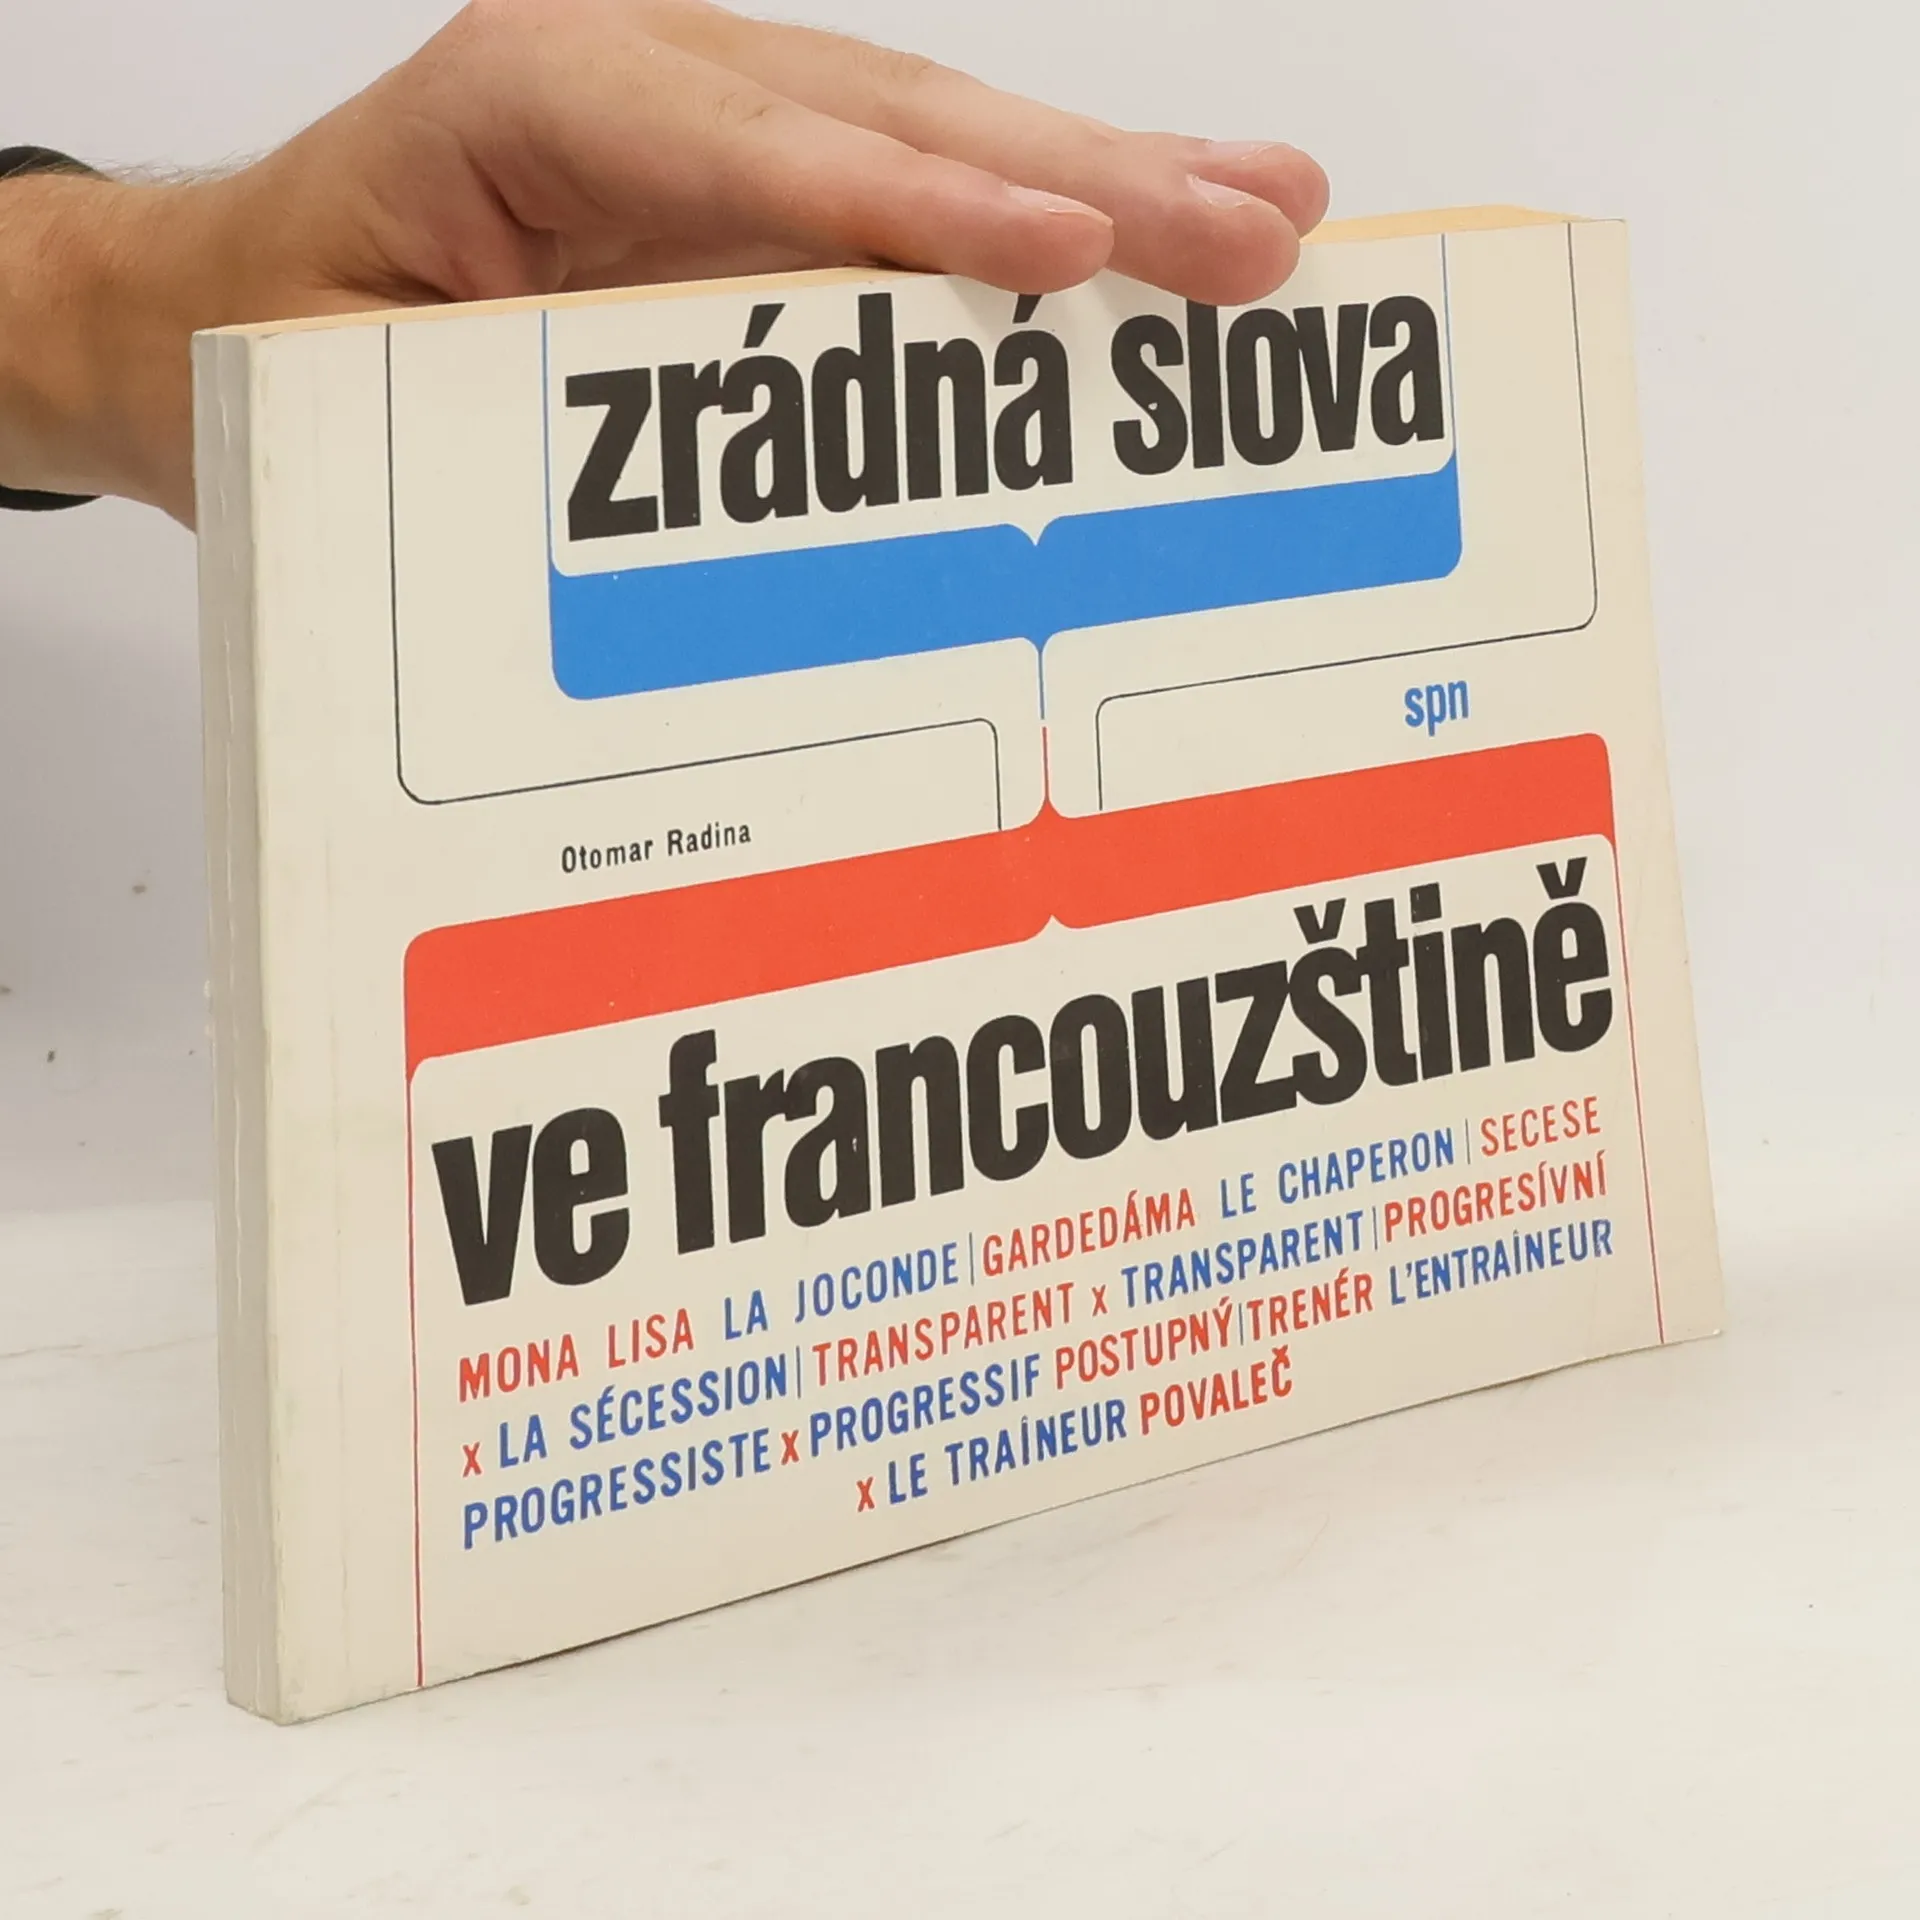 zrádná slova
spn
Otomar Radina
ve francouzštině
MONA LISA LA JOCONDE | GARDEDÁMA LE CHAPERON | SECESE
x LA SÉCESSION | TRANSPARENT x TRANSPARENT | PROGRESÍVNÍ
PROGRESSISTE x PROGRESSIF POSTUPNÝ | TRENÉR L'ENTRAÎNEUR
x LE TRAÎNEUR POVALEČ